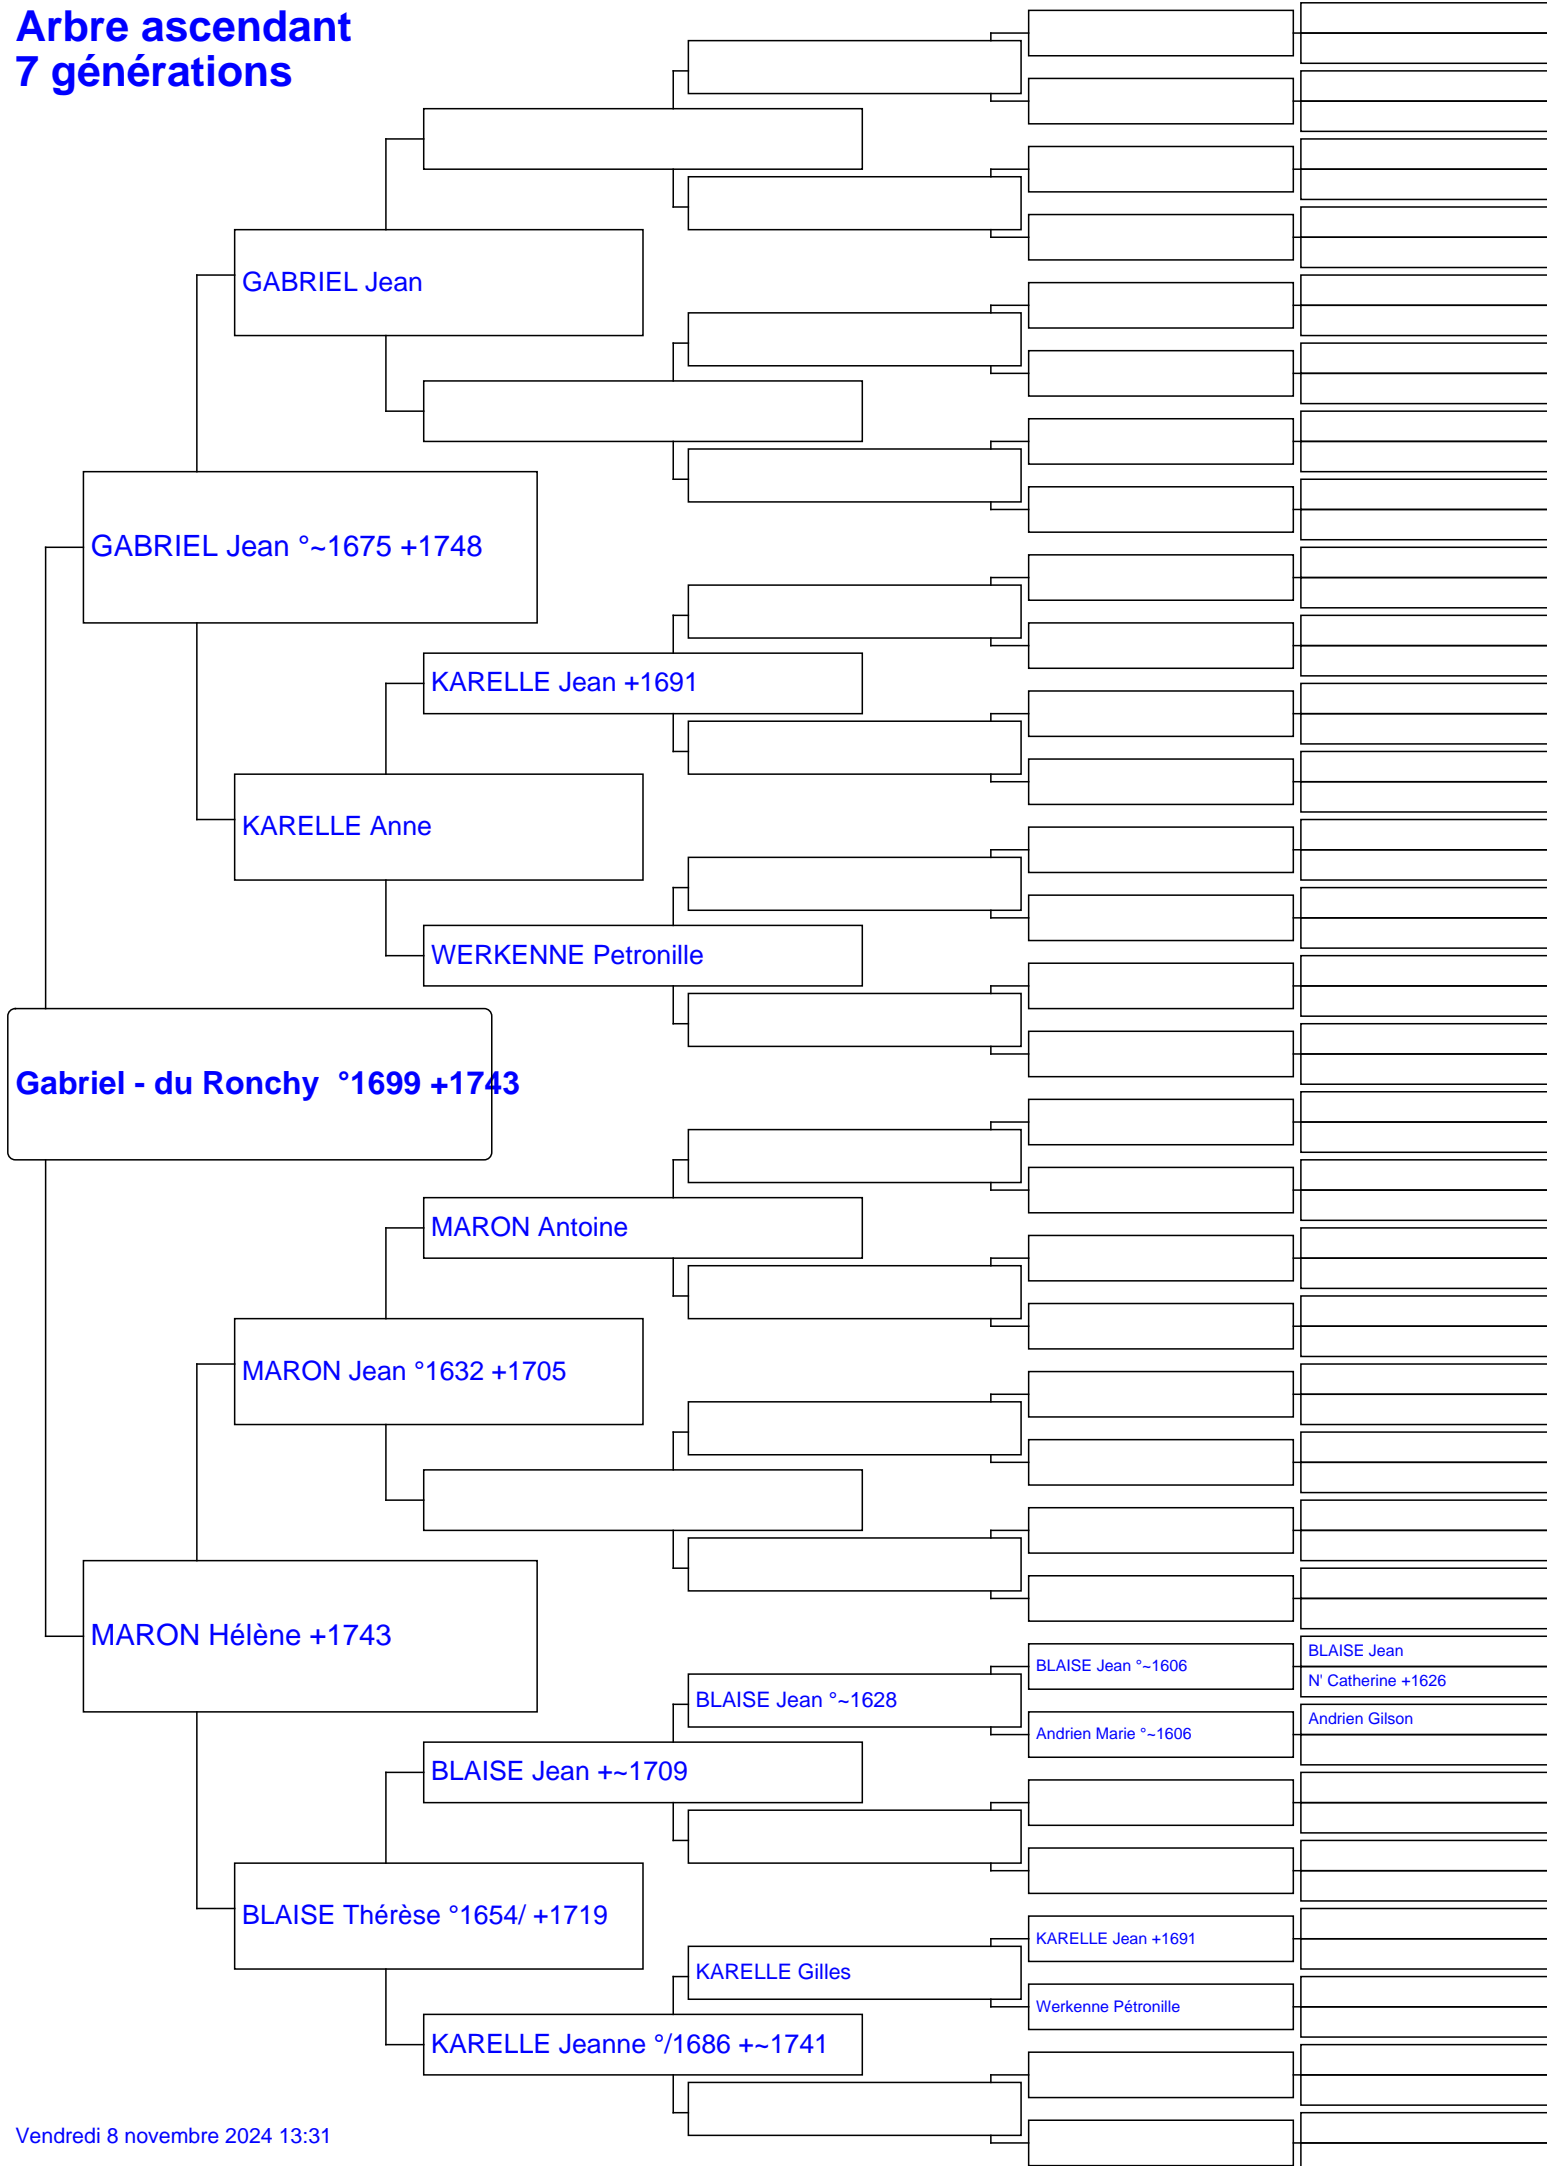 Arbre ascendant
7 générations
GABRIEL Jean
GABRIEL Jean °~1675 +1748
KARELLE Jean +1691
KARELLE Anne
WERKENNE Petronille
Gabriel - du Ronchy  °1699 +1743
MARON Antoine
MARON Jean °1632 +1705
MARON Hélène +1743
BLAISE Jean
BLAISE Jean °~1606
N' Catherine +1626
BLAISE Jean °~1628
Andrien Gilson
Andrien Marie °~1606
BLAISE Jean +~1709
BLAISE Thérèse °1654/ +1719
KARELLE Jean +1691
KARELLE Gilles
Werkenne Pétronille
KARELLE Jeanne °/1686 +~1741
Vendredi 8 novembre 2024 13:31